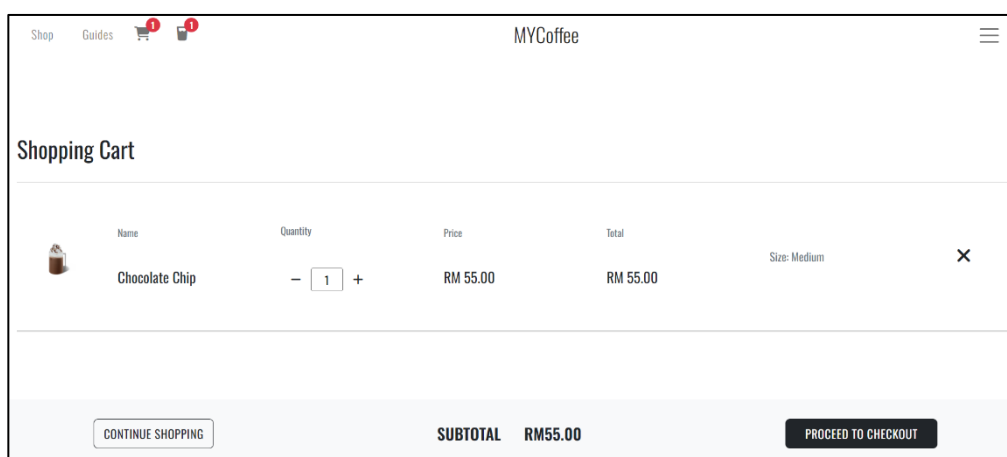 Shop Guides 1 1 MYCoffee
Shopping Cart
Name Quantity Price Total
Size: Medium
Chocolate Chip − 1 + RM 55.00 RM 55.00
CONTINUE SHOPPING SUBTOTAL RM55.00 PROCEED TO CHECKOUT